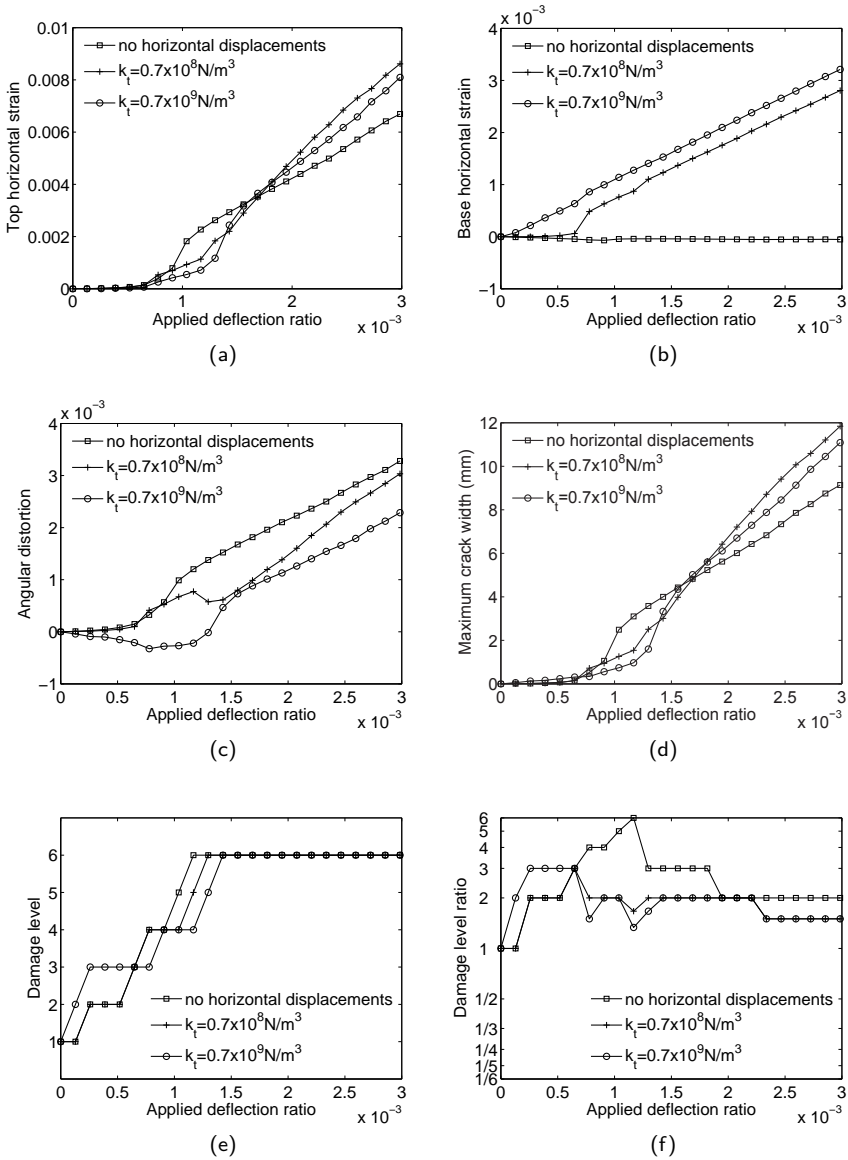 0.01
0.008
0.006
0.004
0.002
0
Top horizontal strain
no horizontal displacements
k_t=0.7x10^8N/m^3
k_t=0.7x10^9N/m^3
0 1 2 3
Applied deflection ratio
x 10^−3
(a)
x 10^−3
4
3
2
1
0
−1
Base horizontal strain
no horizontal displacements
k_t=0.7x10^8N/m^3
k_t=0.7x10^9N/m^3
0 0.5 1 1.5 2 2.5 3
Applied deflection ratio
x 10^−3
(b)
x 10^−3
4
3
2
1
0
−1
Angular distortion
no horizontal displacements
k_t=0.7x10^8N/m^3
k_t=0.7x10^9N/m^3
0 0.5 1 1.5 2 2.5 3
Applied deflection ratio
x 10^−3
(c)
12
10
8
6
4
2
0
Maximum crack width (mm)
no horizontal displacements
k_t=0.7x10^8N/m^3
k_t=0.7x10^9N/m^3
0 0.5 1 1.5 2 2.5 3
Applied deflection ratio
x 10^−3
(d)
6
5
4
3
2
1
Damage level
no horizontal displacements
k_t=0.7x10^8N/m^3
k_t=0.7x10^9N/m^3
0 0.5 1 1.5 2 2.5 3
Applied deflection ratio
x 10^−3
(e)
6
5
4
3
2
1
1/2
1/3
1/4
1/5
1/6
Damage level ratio
no horizontal displacements
k_t=0.7x10^8N/m^3
k_t=0.7x10^9N/m^3
0 0.5 1 1.5 2 2.5 3
Applied deflection ratio
x 10^−3
(f)